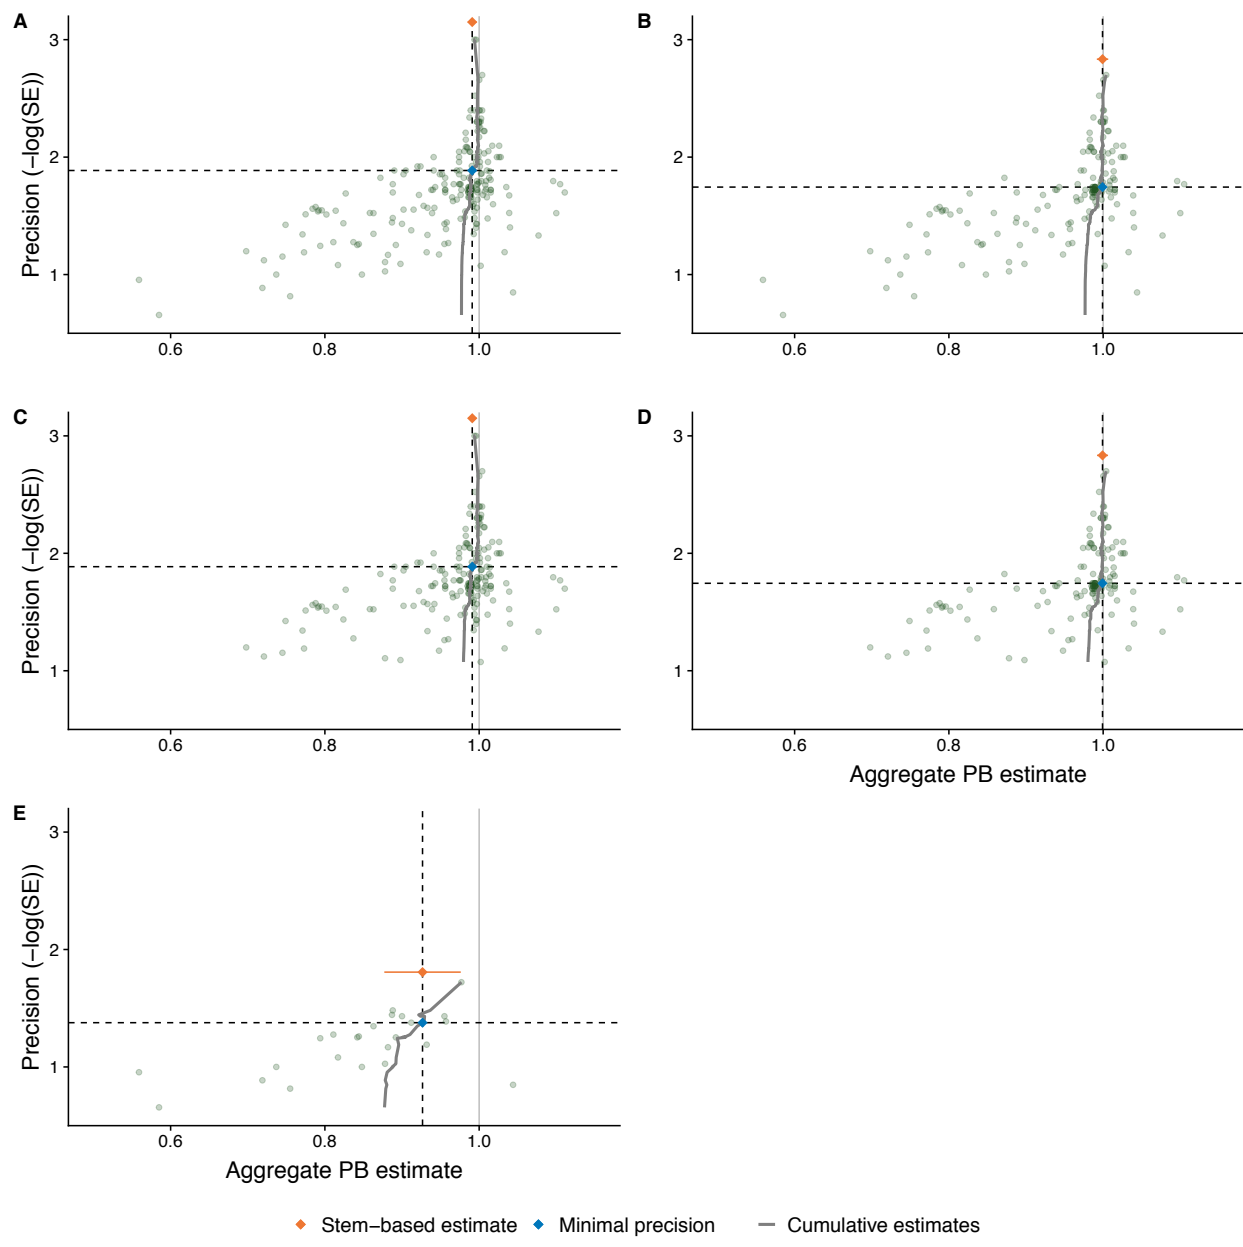 A
B
Precision (−log(SE))
3
2
1
0.6
0.8
1.0
3
2
1
0.6
0.8
1.0
C
D
Precision (−log(SE))
3
2
1
0.6
0.8
1.0
3
2
1
0.6
0.8
1.0
Aggregate PB estimate
E
Precision (−log(SE))
3
2
1
0.6
0.8
1.0
Aggregate PB estimate
Stem−based estimate
Minimal precision
Cumulative estimates